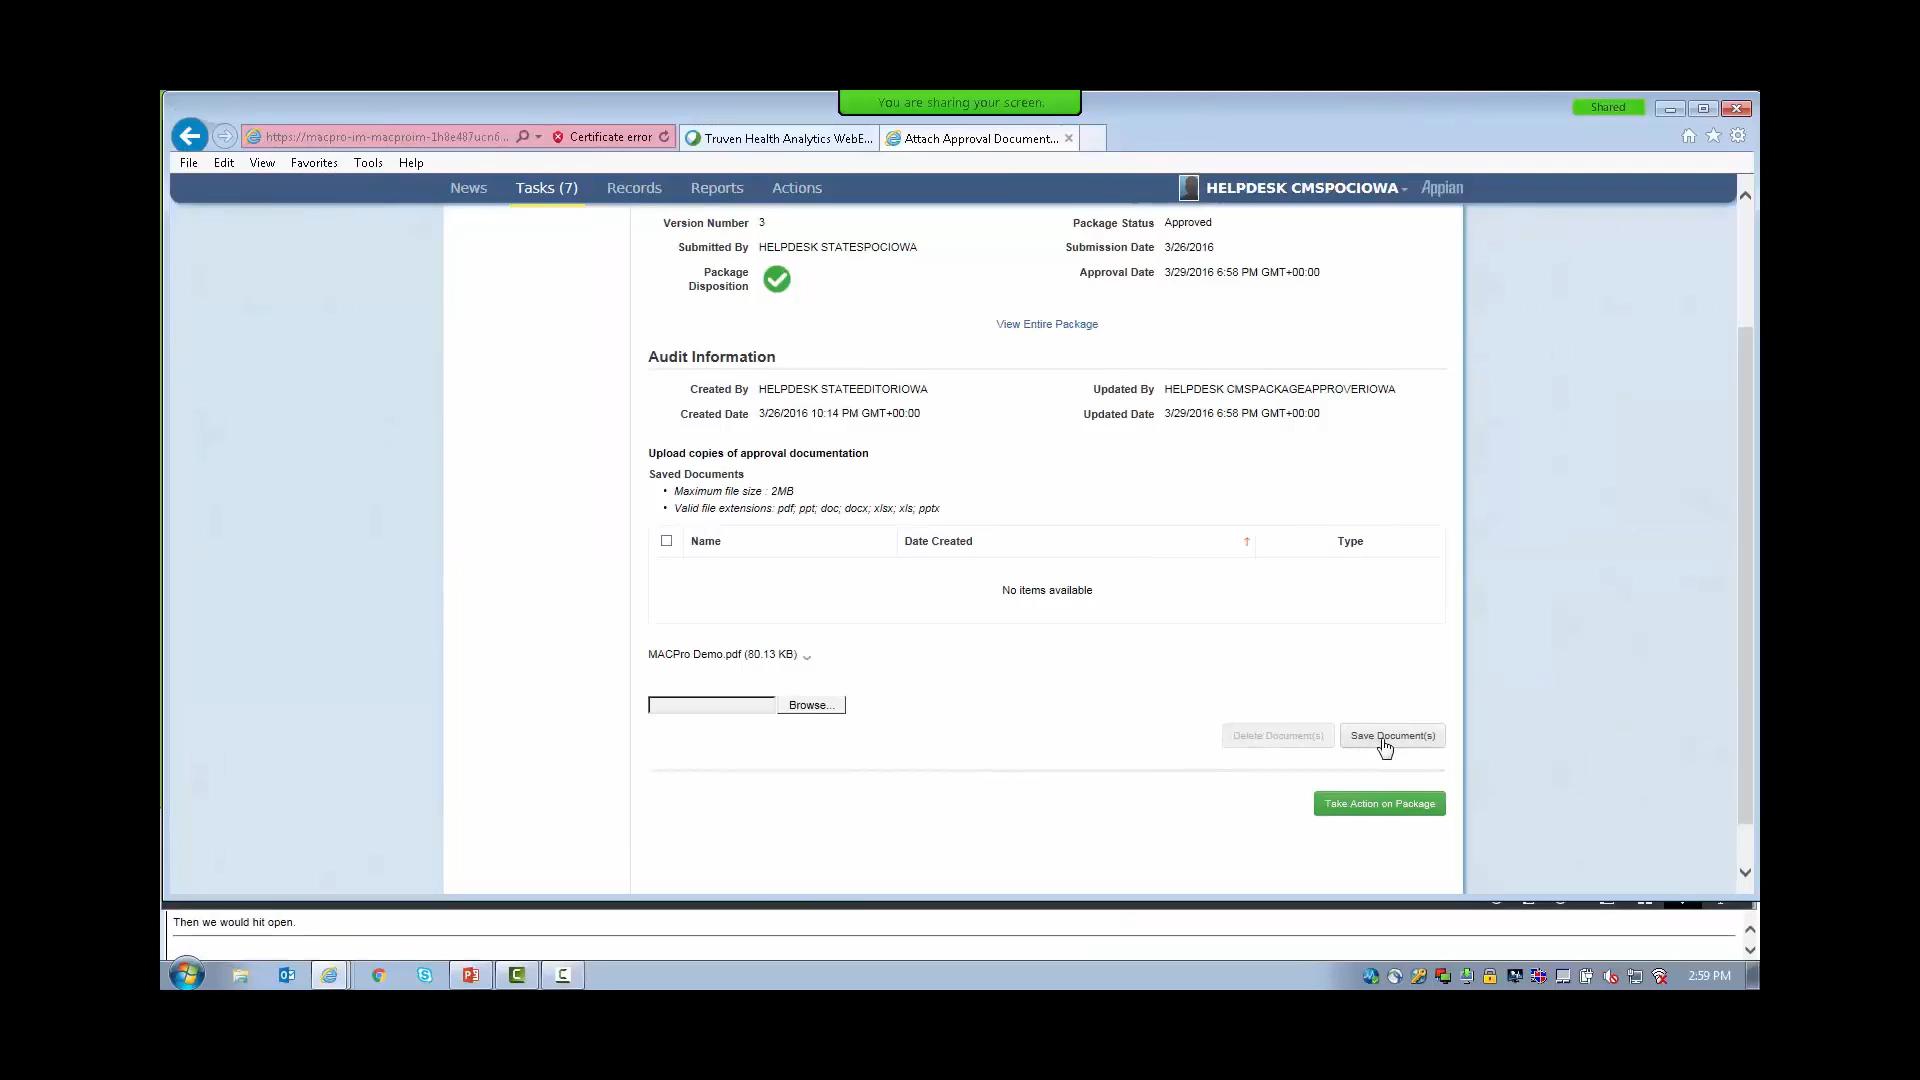 You are sharing your screen.
Shared
https://macpro-im-macproim-1h8e487ucn6... Certificate error
Truven Health Analytics WebE...
Attach Approval Document...
File Edit View Favorites Tools Help
News Tasks (7) Records Reports Actions
HELPDESK CMSPOCIOWA
Appian
Version Number 3
Package Status Approved
Submitted By HELPDESK STATESPOCIOWA
Submission Date 3/26/2016
Package Disposition
Approval Date 3/29/2016 6:58 PM GMT+00:00
View Entire Package
Audit Information
Created By HELPDESK STATEEDITORIOWA
Updated By HELPDESK CMSPACKAGEAPPROVERIOWA
Created Date 3/26/2016 10:14 PM GMT+00:00
Updated Date 3/29/2016 6:58 PM GMT+00:00
Upload copies of approval documentation
Saved Documents
• Maximum file size : 2MB
• Valid file extensions: pdf; ppt; doc; docx; xlsx; xls; pptx
Name Date Created Type
No items available
MACPro Demo.pdf (80.13 KB)
Browse...
Delete Document(s) Save Document(s)
Take Action on Package
Then we would hit open.
2:59 PM